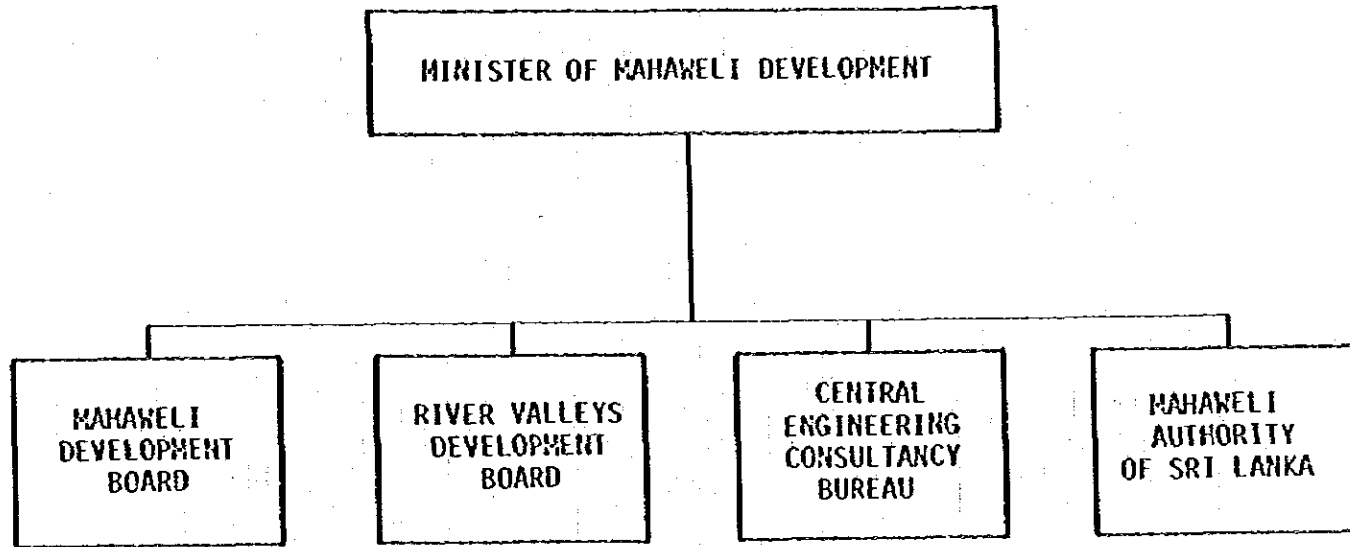 MINISTER OF MAHAWELI DEVELOPMENT
MAHAWELI
DEVELOPMENT
BOARD
RIVER VALLEYS
DEVELOPMENT
BOARD
CENTRAL
ENGINEERING
CONSULTANCY
BUREAU
MAHAWELI
AUTHORITY
OF SRI LANKA